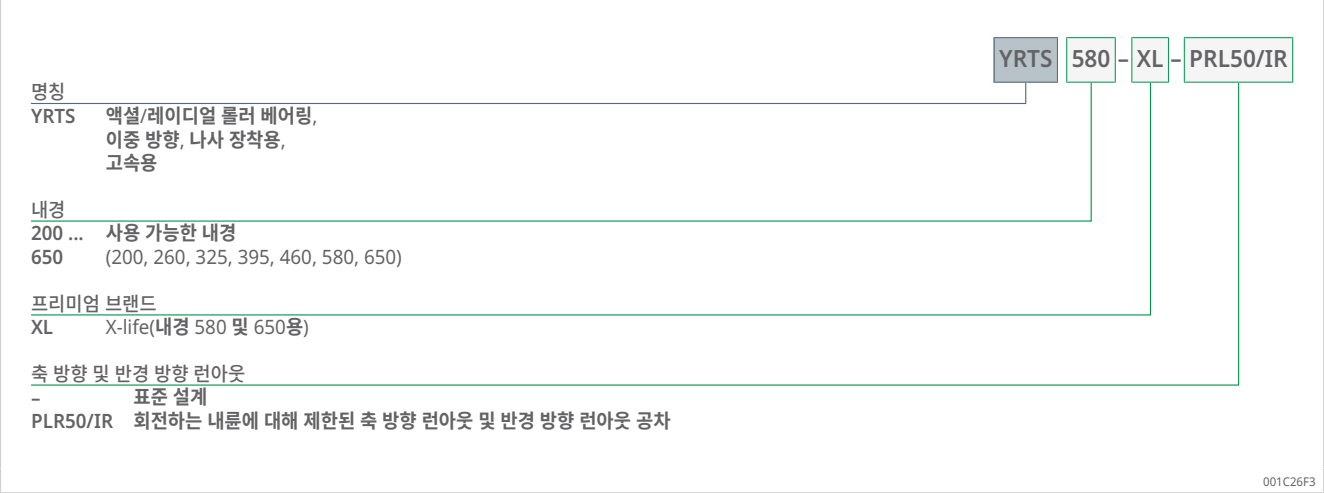 YRTS 580 – XL – PRL50/IR
명칭
YRTS 액셜/레이디얼 롤러 베어링,
이중 방향, 나사 장착용,
고속용
내경
200 ... 사용 가능한 내경
650 (200, 260, 325, 395, 460, 580, 650)
프리미엄 브랜드
XL X-life(내경 580 및 650용)
축 방향 및 반경 방향 런아웃
– 표준 설계
PLR50/IR 회전하는 내륜에 대해 제한된 축 방향 런아웃 및 반경 방향 런아웃 공차
001C26F3